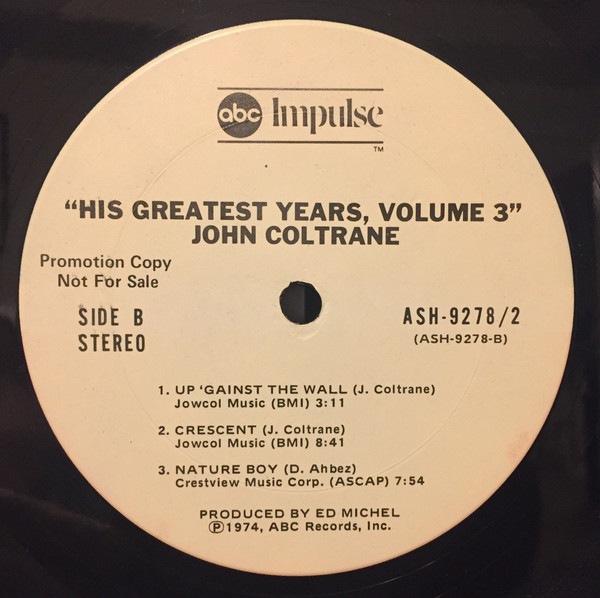 abc Impulse
TM
"HIS GREATEST YEARS, VOLUME 3"
JOHN COLTRANE
Promotion Copy
Not For Sale
SIDE B
STEREO
ASH-9278/2
(ASH-9278-B)
1. UP 'GAINST THE WALL (J. Coltrane)
Jowcol Music (BMI) 3:11
2. CRESCENT (J. Coltrane)
Jowcol Music (BMI) 8:41
3. NATURE BOY (D. Ahbez)
Crestview Music Corp. (ASCAP) 7:54
PRODUCED BY ED MICHEL
℗1974, ABC Records, Inc.